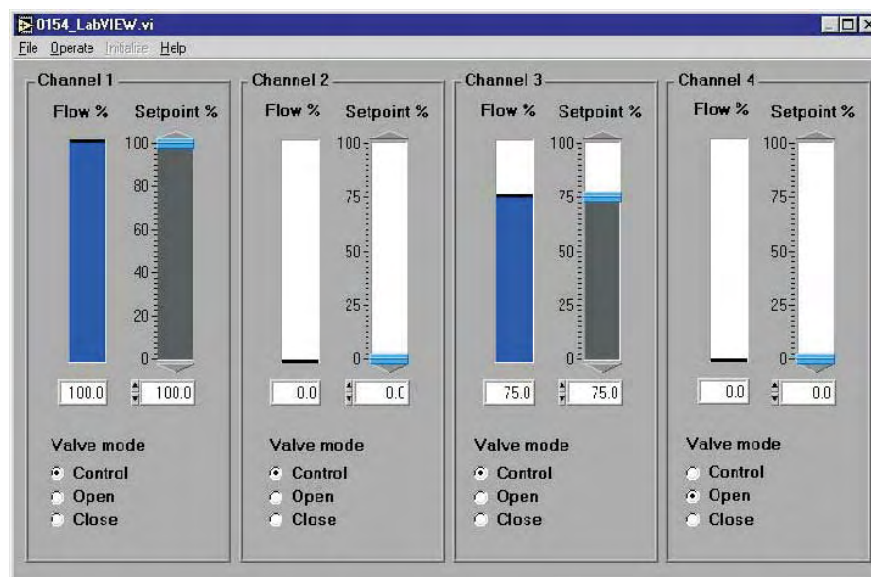 0154_LabVIEW.vi
File Operate Initialize Help
Channel 1
Flow % Setpoint %
100
80
60
40
20
0
100.0 100.0
Valve mode
Control
Open
Close
Channel 2
Flow % Setpoint %
100
75
50
25
0
0.0 0.0
Valve mode
Control
Open
Close
Channel 3
Flow % Setpoint %
100
75
50
25
0
75.0 75.0
Valve mode
Control
Open
Close
Channel 4
Flow % Setpoint %
100
75
50
25
0
0.0 0.0
Valve mode
Control
Open
Close